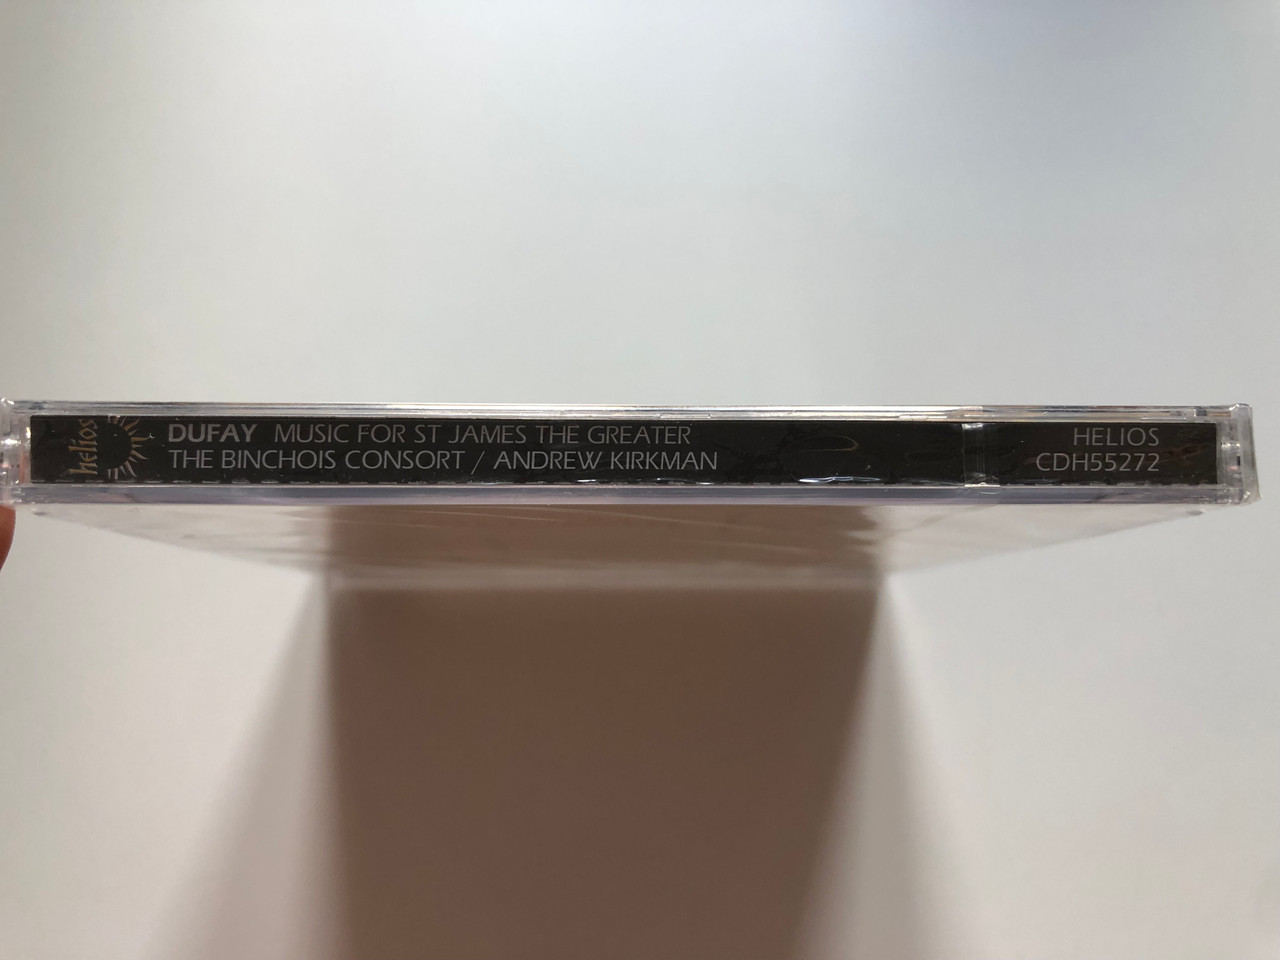 helios
DUFAY MUSIC FOR ST JAMES THE GREATER
THE BINCHOIS CONSORT / ANDREW KIRKMAN
HELIOS
CDH55272